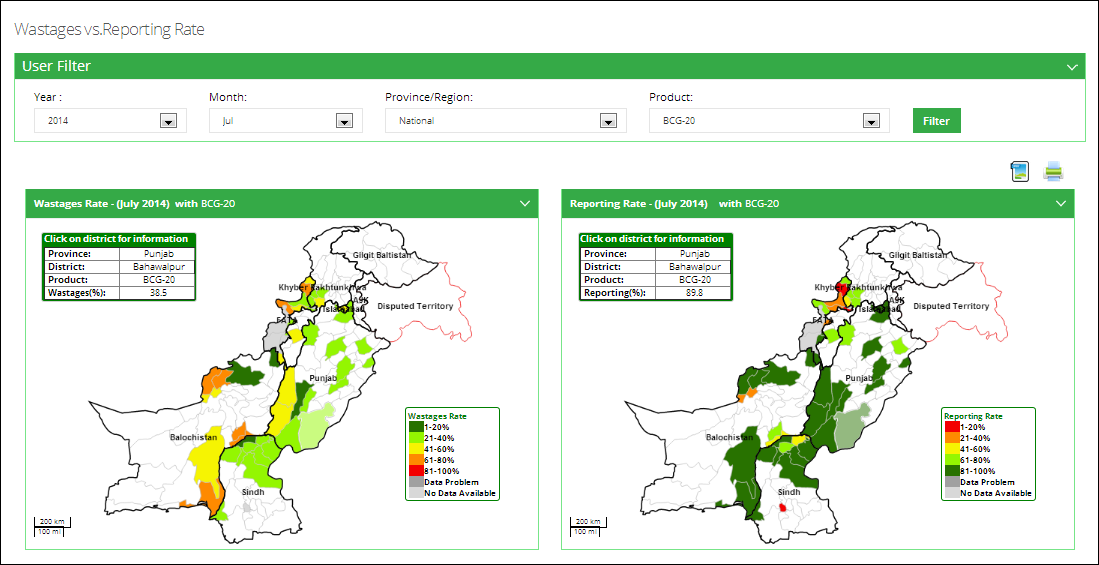 Wastages vs.Reporting Rate
User Filter
Year :
Month:
Province/Region:
Product:
2014
Jul
National
BCG-20
Filter
Wastages Rate - (July 2014) with BCG-20
Click on district for information
Province: Punjab
District: Bahawalpur
Product: BCG-20
Wastages(%): 38.5
Gilgit Baltistan
Khyber Pakhtunkhwa
AJK
Islamabad
Disputed Territory
FATA
Punjab
Balochistan
Sindh
Wastages Rate
1-20%
21-40%
41-60%
61-80%
81-100%
Data Problem
No Data Available
200 km
100 mi
Reporting Rate - (July 2014) with BCG-20
Click on district for information
Province: Punjab
District: Bahawalpur
Product: BCG-20
Reporting(%): 89.8
Gilgit Baltistan
Khyber Pakhtunkhwa
AJK
Islamabad
Disputed Territory
FATA
Punjab
Balochistan
Sindh
Reporting Rate
1-20%
21-40%
41-60%
61-80%
81-100%
Data Problem
No Data Available
200 km
100 mi